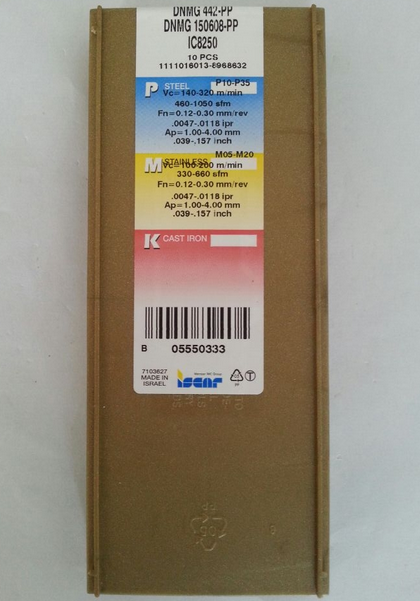 DNMG 442-PP
DNMG 150608-PP
IC8250
10 PCS
1111016013-8968632
P STEEL P10-P35
Vc=140-320 m/min
460-1050 sfm
Fn=0.12-0.30 mm/rev
.0047-.0118 ipr
Ap=1.00-4.00 mm
.039-.157 inch
M STAINLESS M05-M20
Vc=100-200 m/min
330-660 sfm
Fn=0.12-0.30 mm/rev
.0047-.0118 ipr
Ap=1.00-4.00 mm
.039-.157 inch
K CAST IRON
B 05550333
7103627
MADE IN
ISRAEL
iscar